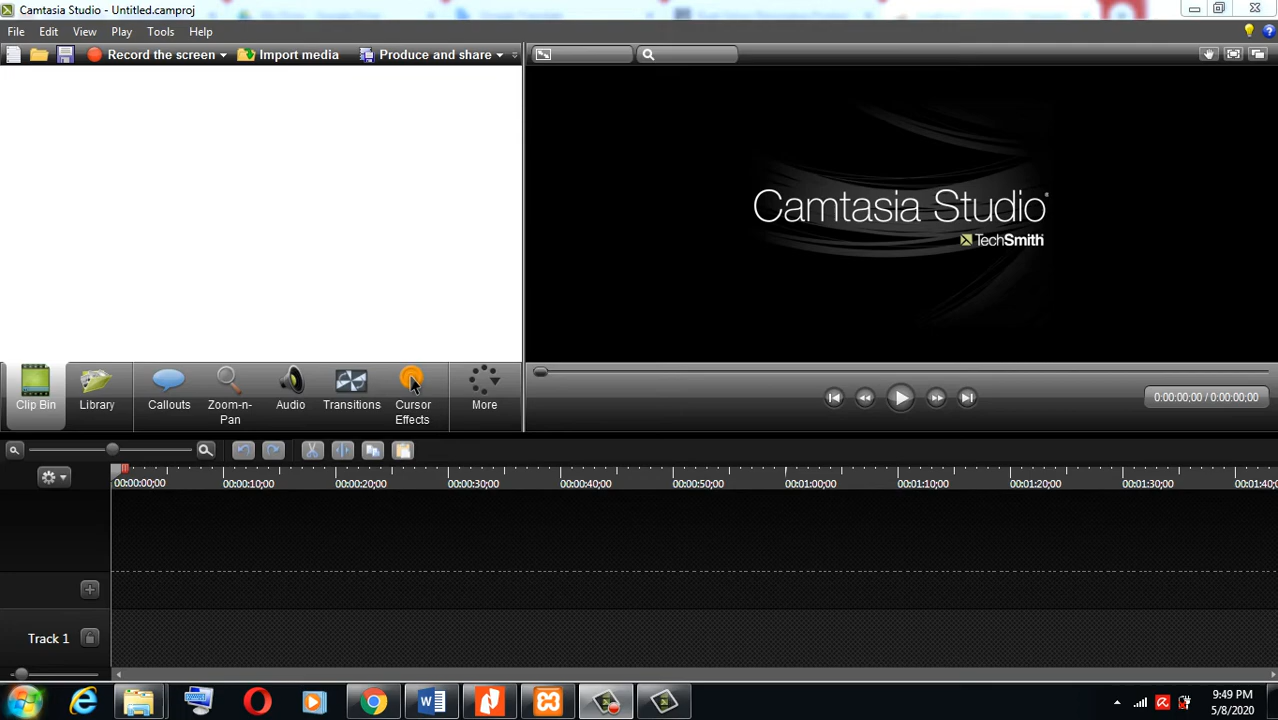 Camtasia Studio - Untitled.camproj
File Edit View Play Tools Help
Record the screen Import media Produce and share
Camtasia Studio
TechSmith
Clip Bin Library Callouts Zoom-n-Pan Audio Transitions Cursor Effects More
0:00:00;00 / 0:00:00;00
00:00:00;00 00:00:10;00 00:00:20;00 00:00:30;00 00:00:40;00 00:00:50;00 00:01:00;00 00:01:10;00 00:01:20;00 00:01:30;00
Track 1
9:49 PM
5/8/2020